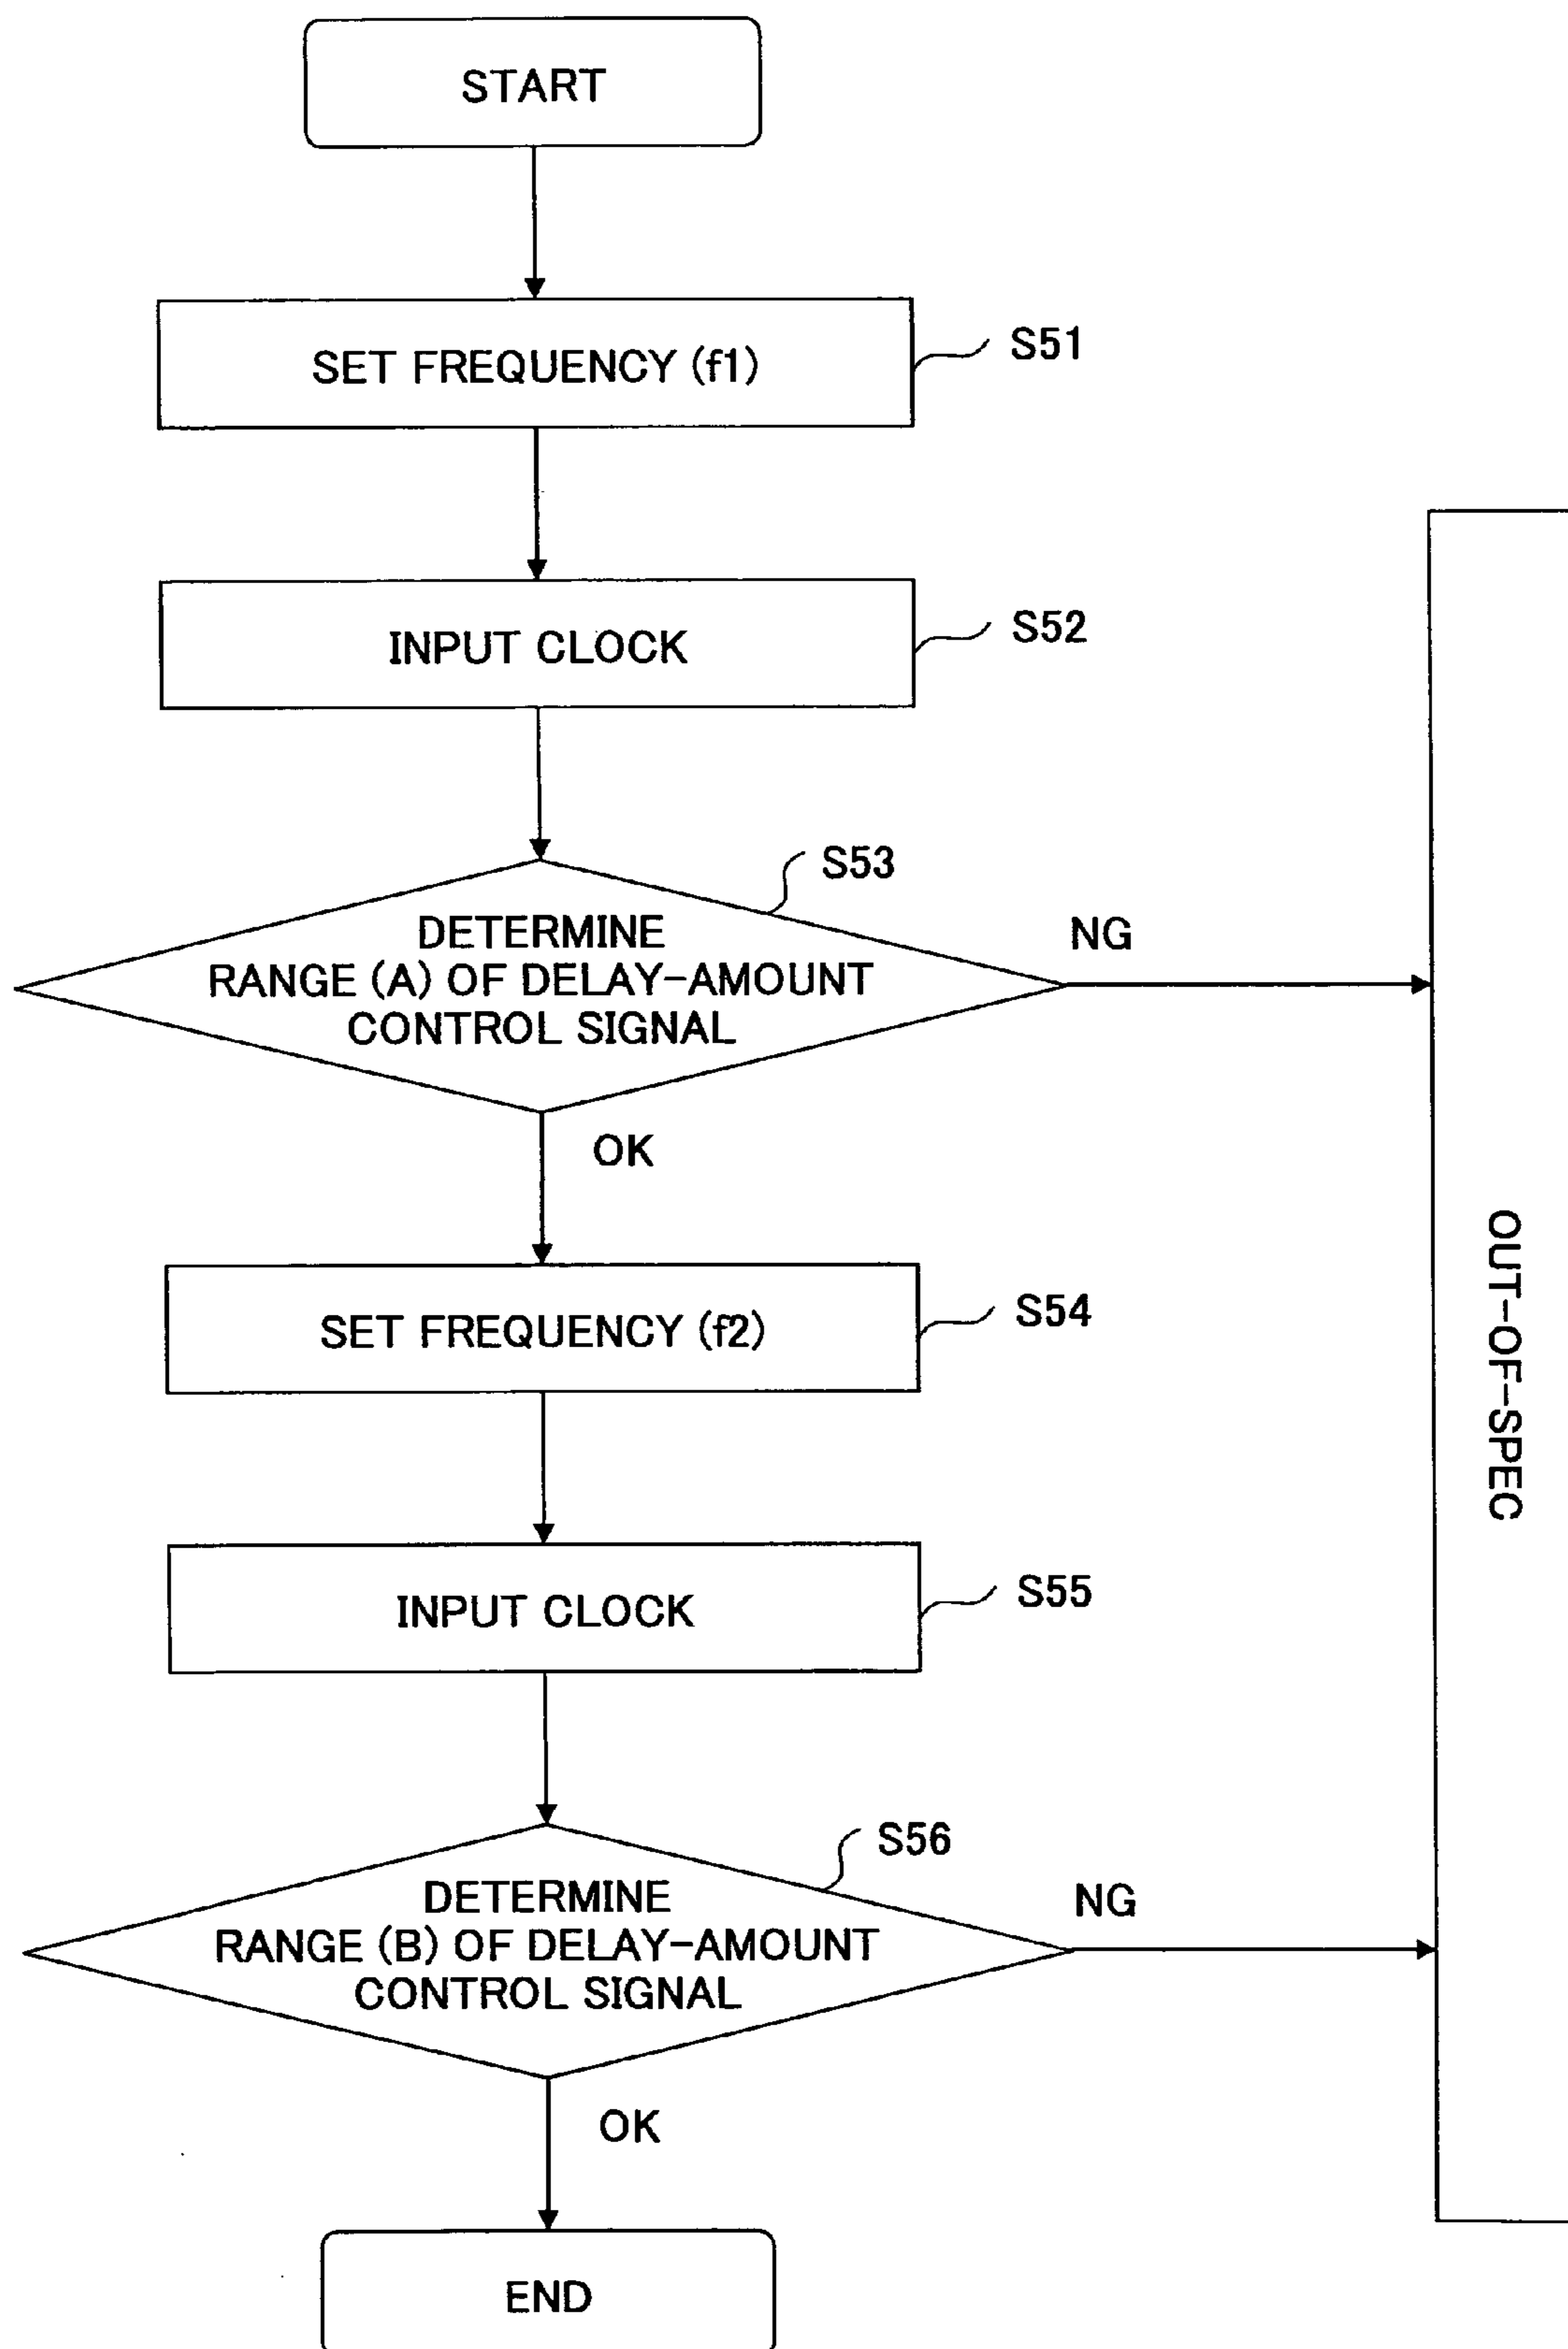 START
SET FREQUENCY (f1)
S51
INPUT CLOCK
S52
S53
DETERMINE
RANGE (A) OF DELAY-AMOUNT
CONTROL SIGNAL
NG
OK
SET FREQUENCY (f2)
S54
INPUT CLOCK
S55
S56
DETERMINE
RANGE (B) OF DELAY-AMOUNT
CONTROL SIGNAL
NG
OK
END
OUT-OF-SPEC